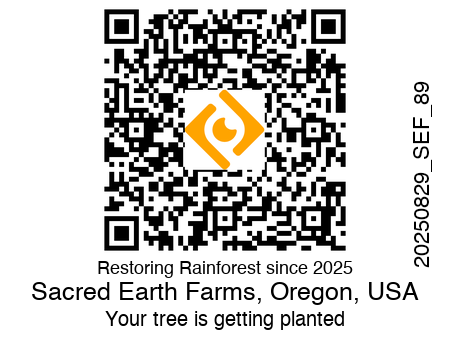 Restoring Rainforest since 2025
Sacred Earth Farms, Oregon, USA
Your tree is getting planted
20250829_SEF_89